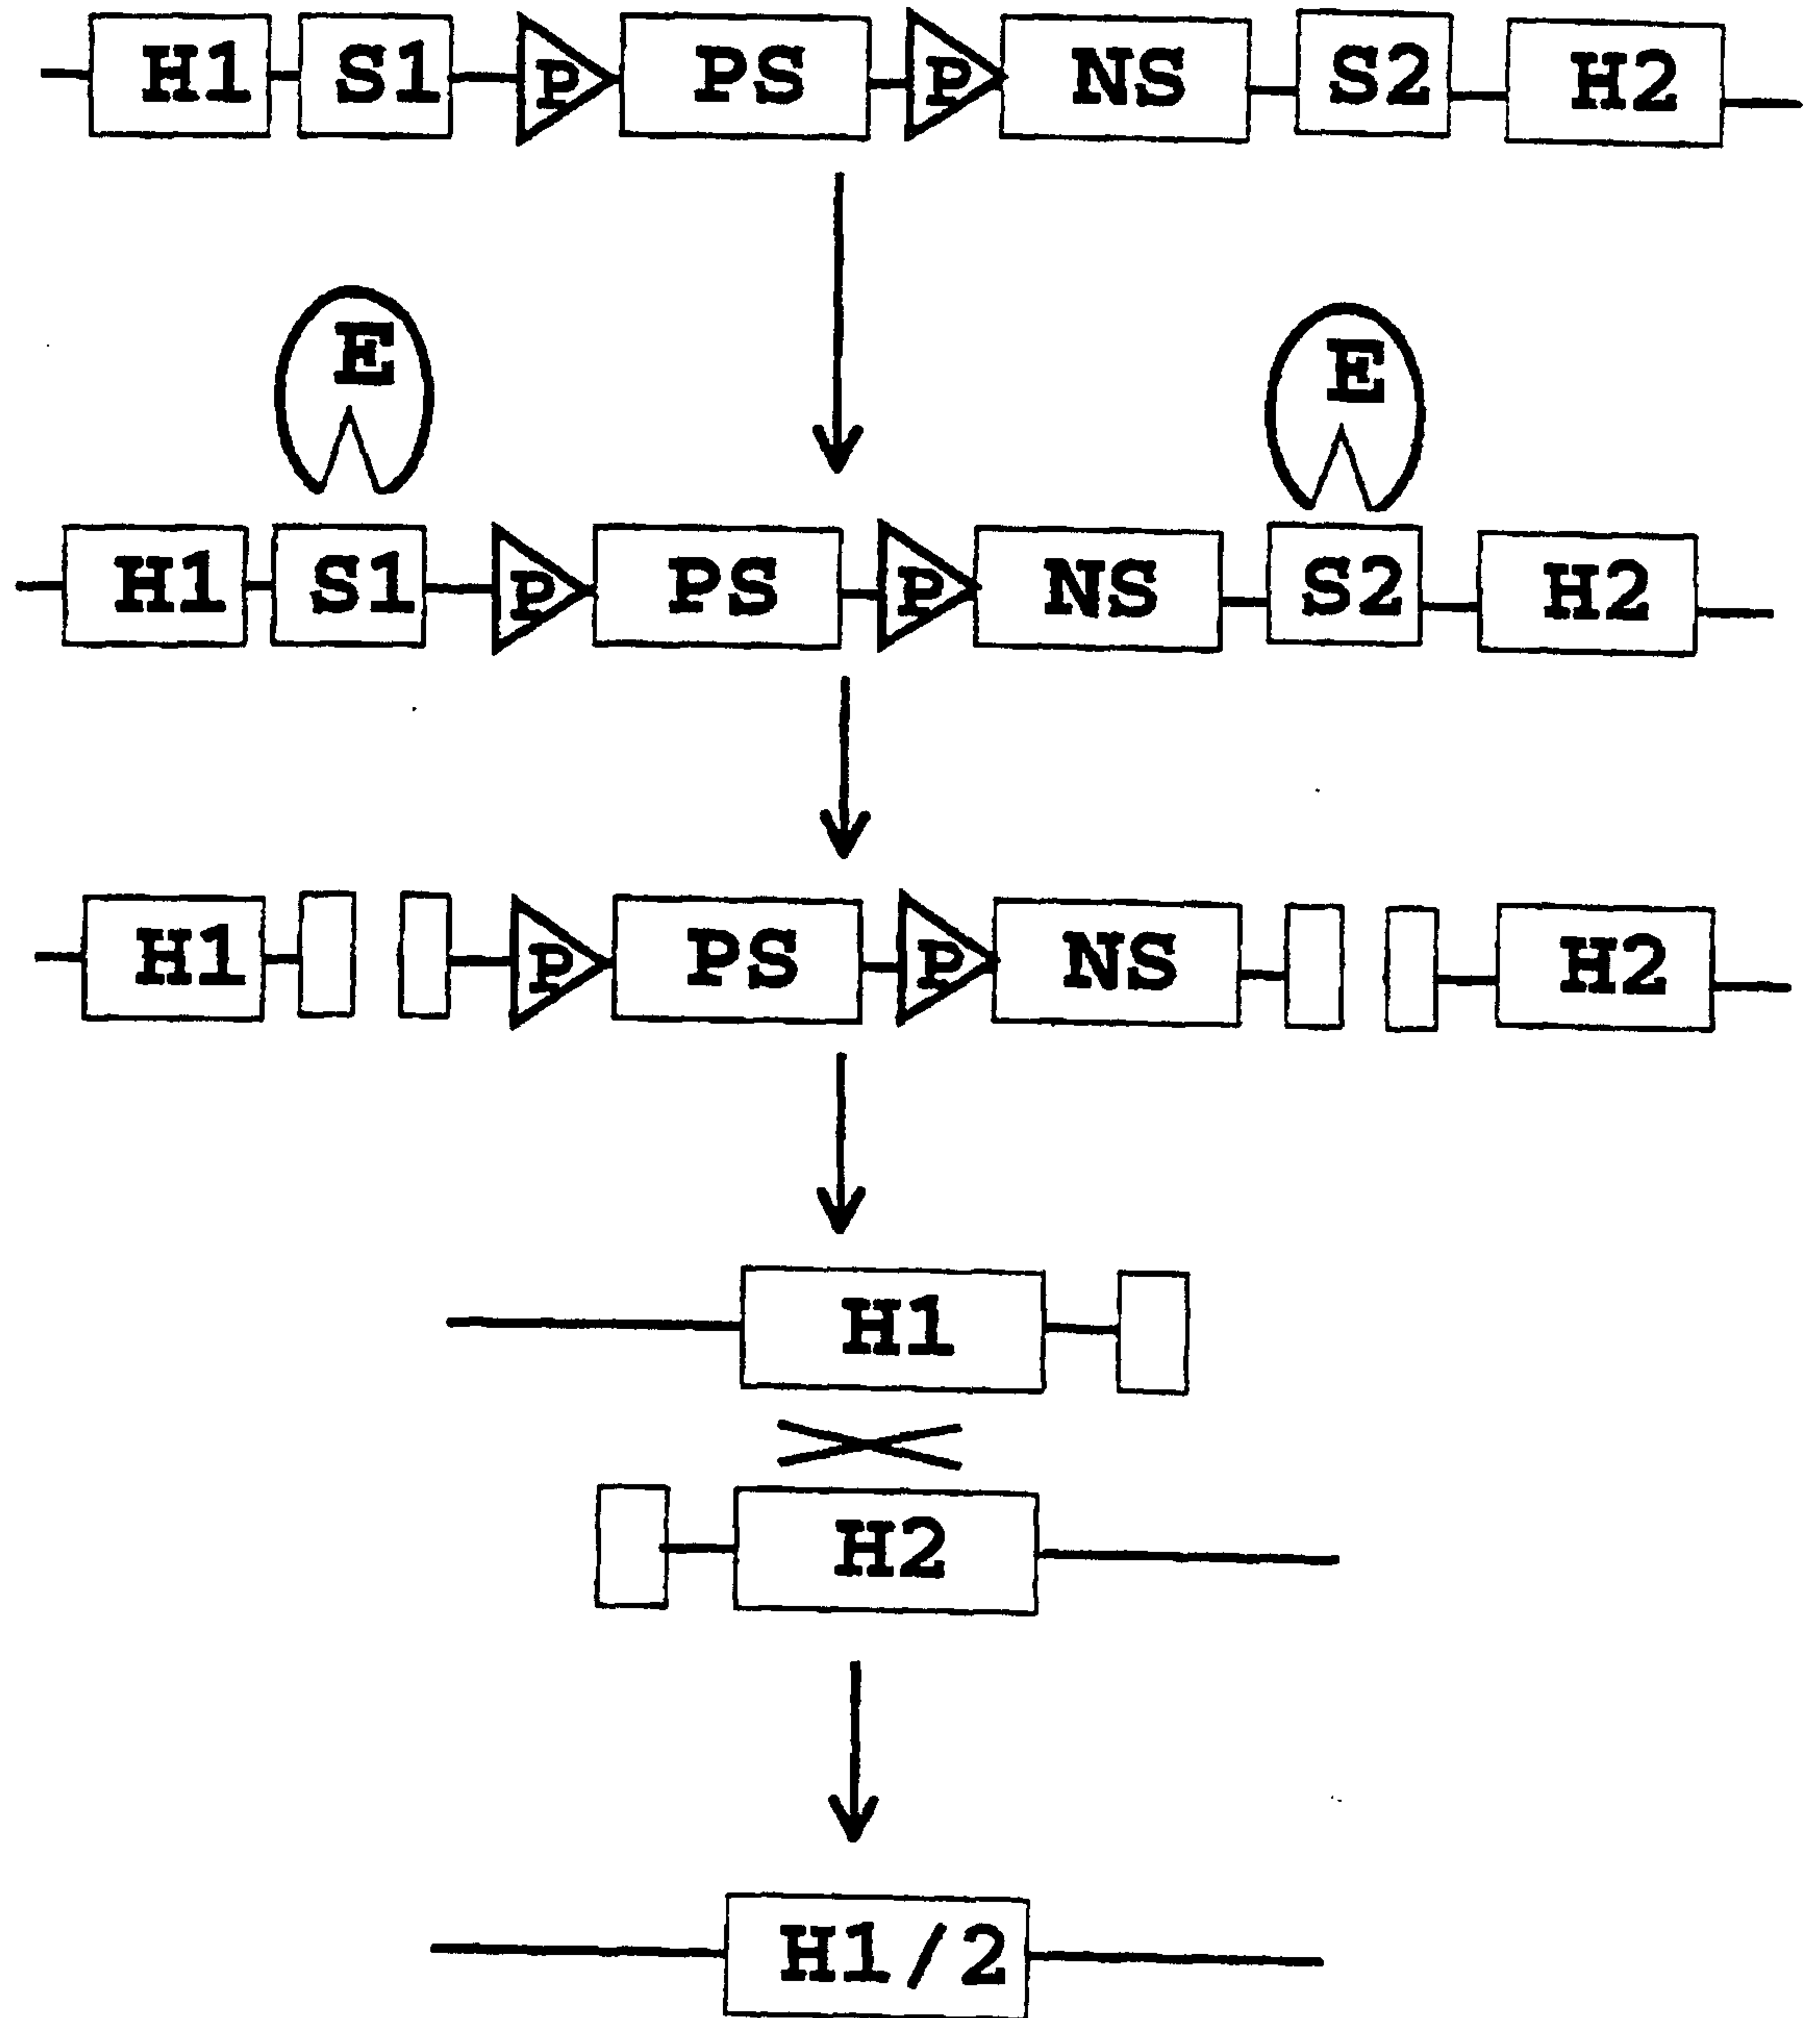 H1 S1 P PS P NS S2 H2
E E
H1 S1 P PS P NS S2 H2
H1 P PS P NS H2
H1
H2
H1/2